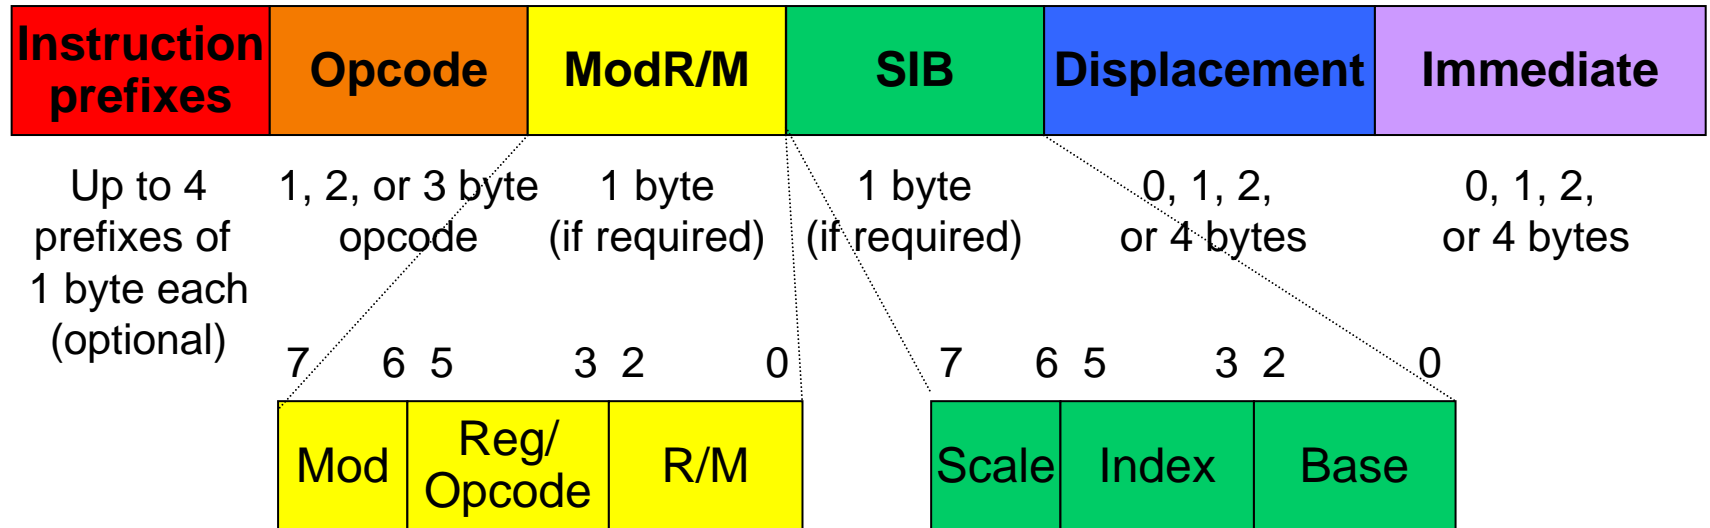 Instruction
prefixes
Opcode
ModR/M
SIB
Displacement
Immediate
Up to 4
prefixes of
1 byte each
(optional)
1, 2, or 3 byte
opcode
1 byte
(if required)
1 byte
(if required)
0, 1, 2,
or 4 bytes
0, 1, 2,
or 4 bytes
7 6 5 3 2 0
Mod
Reg/
Opcode
R/M
7 6 5 3 2 0
Scale
Index
Base